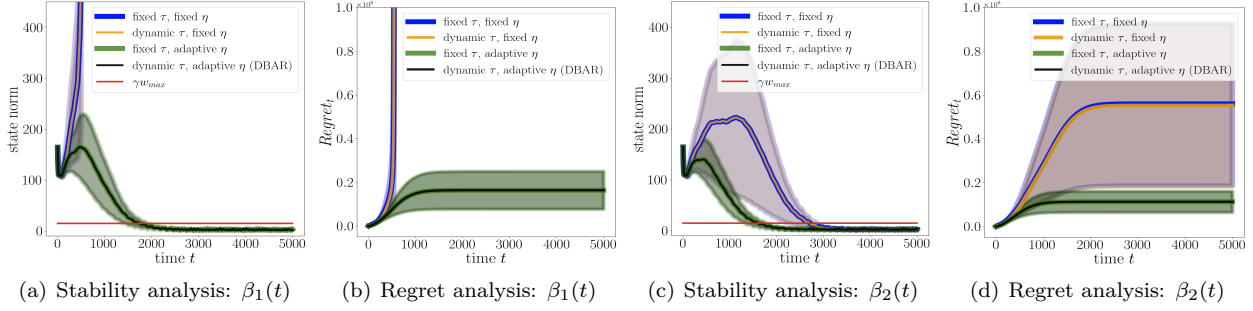 400
300
200
100
0
state norm
0
1000
2000
3000
4000
5000
time t
fixed τ, fixed η
dynamic τ, fixed η
fixed τ, adaptive η
dynamic τ, adaptive η (DBAR)
γw_max
(a) Stability analysis: β₁(t)
×10⁸
1.0
0.8
0.6
0.4
0.2
0.0
Regret_t
0
1000
2000
3000
4000
5000
time t
fixed τ, fixed η
dynamic τ, fixed η
fixed τ, adaptive η
dynamic τ, adaptive η (DBAR)
(b) Regret analysis: β₁(t)
400
300
200
100
0
state norm
0
1000
2000
3000
4000
5000
time t
fixed τ, fixed η
dynamic τ, fixed η
fixed τ, adaptive η
dynamic τ, adaptive η (DBAR)
γw_max
(c) Stability analysis: β₂(t)
×10⁸
1.0
0.8
0.6
0.4
0.2
0.0
Regret_t
0
1000
2000
3000
4000
5000
time t
fixed τ, fixed η
dynamic τ, fixed η
fixed τ, adaptive η
dynamic τ, adaptive η (DBAR)
(d) Regret analysis: β₂(t)